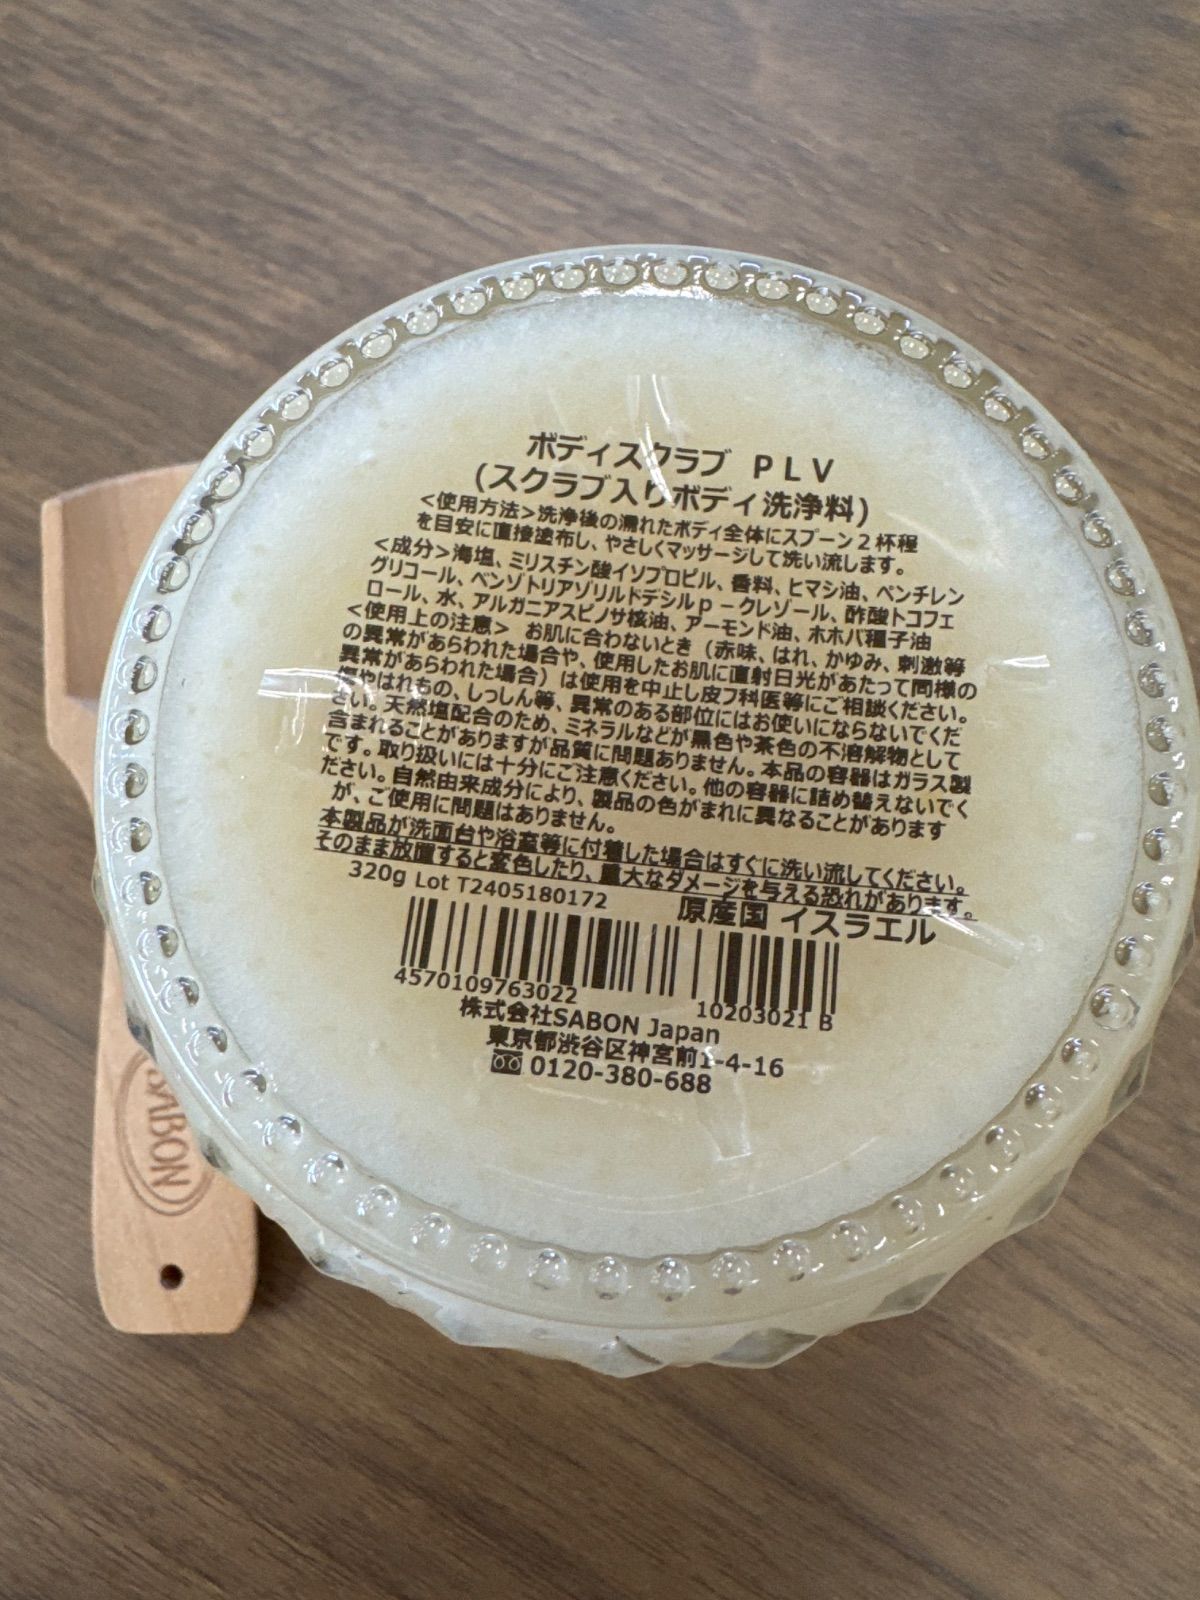 ボディスクラブ PLV
(スクラブ入りボディ洗浄料)
<使用方法>洗浄後の濡れたボディ全体にスプーン2杯程
を目安に直接塗布し、やさしくマッサージして洗い流します。
<成分>海塩、ミリスチン酸イソプロピル、香料、ヒマシ油、ペンチレン
グリコール、ベンゾトリアゾリルドデシルp-クレゾール、酢酸トコフェ
ロール、水、アルガニアスピノサ核油、アーモンド油、ホホバ種子油
<使用上の注意> お肌に合わないとき(赤味、はれ、かゆみ、刺激等
の異常があらわれた場合や、使用したお肌に直射日光があたって同様の
異常があらわれた場合)は使用を中止し皮フ科医等にご相談ください。
傷やはれもの、しっしん等、異常のある部位にはお使いにならないでくだ
さい。天然塩配合のため、ミネラルなどが黒色や茶色の不溶解物として
含まれることがありますが品質に問題ありません。本品の容器はガラス製
です。取り扱いには十分にご注意ください。他の容器に詰め替えないでく
ださい。自然由来成分により、製品の色がまれに異なることがあります
が、ご使用に問題はありません。
本製品が洗面台や浴室等に付着した場合はすぐに洗い流してください。
そのまま放置すると変色したり、重大なダメージを与える恐れがあります。
320g Lot T2405180172 原産国 イスラエル
4570109763022 10203021 B
株式会社SABON Japan
東京都渋谷区神宮前1-4-16
0120-380-688
SABON